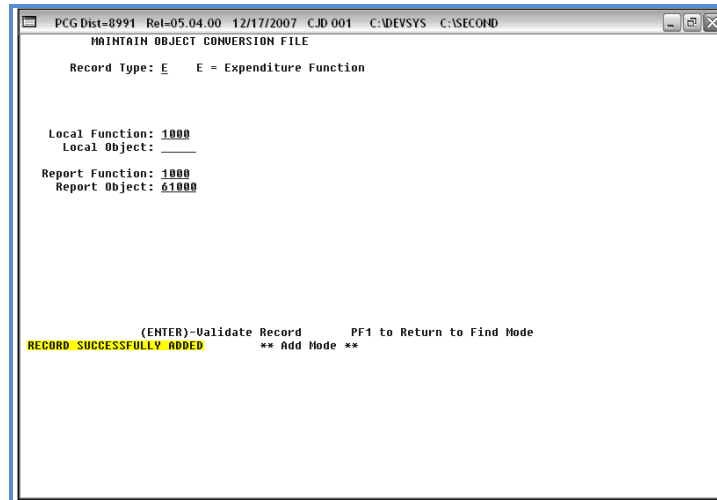 PCG Dist=8991 Rel=05.04.00 12/17/2007 CJD 001 C:\DEVSYS C:\SECOND
MAINTAIN OBJECT CONVERSION FILE
Record Type: E E = Expenditure Function
Local Function: 1000
Local Object: _____
Report Function: 1000
Report Object: 61000
(ENTER)-Validate Record PF1 to Return to Find Mode
RECORD SUCCESSFULLY ADDED ** Add Mode **